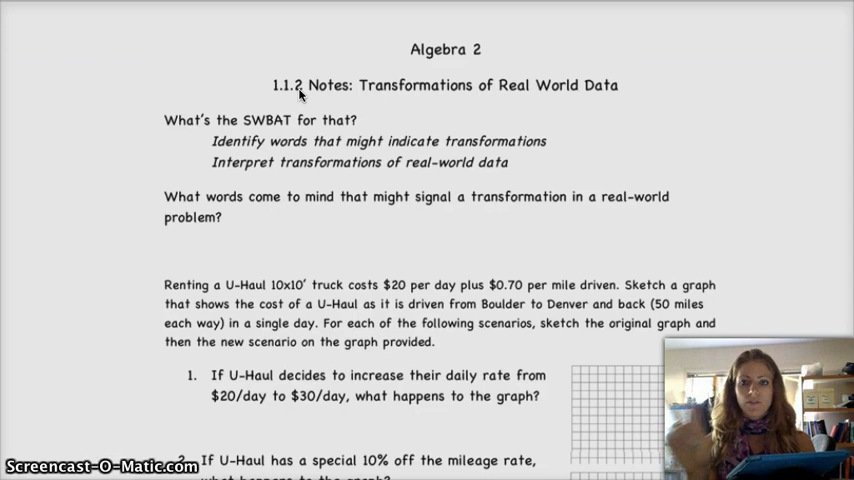 Algebra 2
1.1.2 Notes: Transformations of Real World Data
What's the SWBAT for that?
Identify words that might indicate transformations
Interpret transformations of real-world data
What words come to mind that might signal a transformation in a real-world
problem?
Renting a U-Haul 10x10' truck costs $20 per day plus $0.70 per mile driven. Sketch a graph
that shows the cost of a U-Haul as it is driven from Boulder to Denver and back (50 miles
each way) in a single day. For each of the following scenarios, sketch the original graph and
then the new scenario on the graph provided.
1. If U-Haul decides to increase their daily rate from
$20/day to $30/day, what happens to the graph?
2. If U-Haul has a special 10% off the mileage rate,
what happens to the graph?
Screencast-O-Matic.com